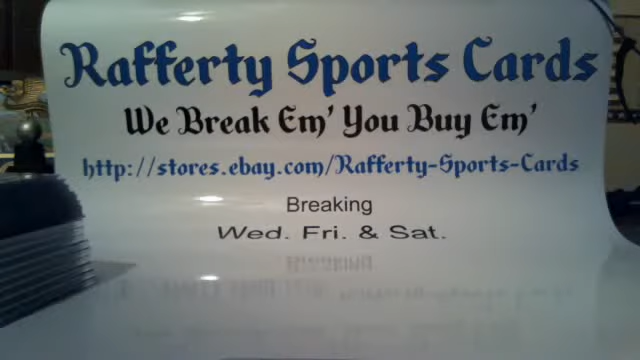 Rafferty Sports Cards
We Break Em' You Buy Em'
http://stores.ebay.com/Rafferty-Sports-Cards
Breaking
Wed. Fri. & Sat.